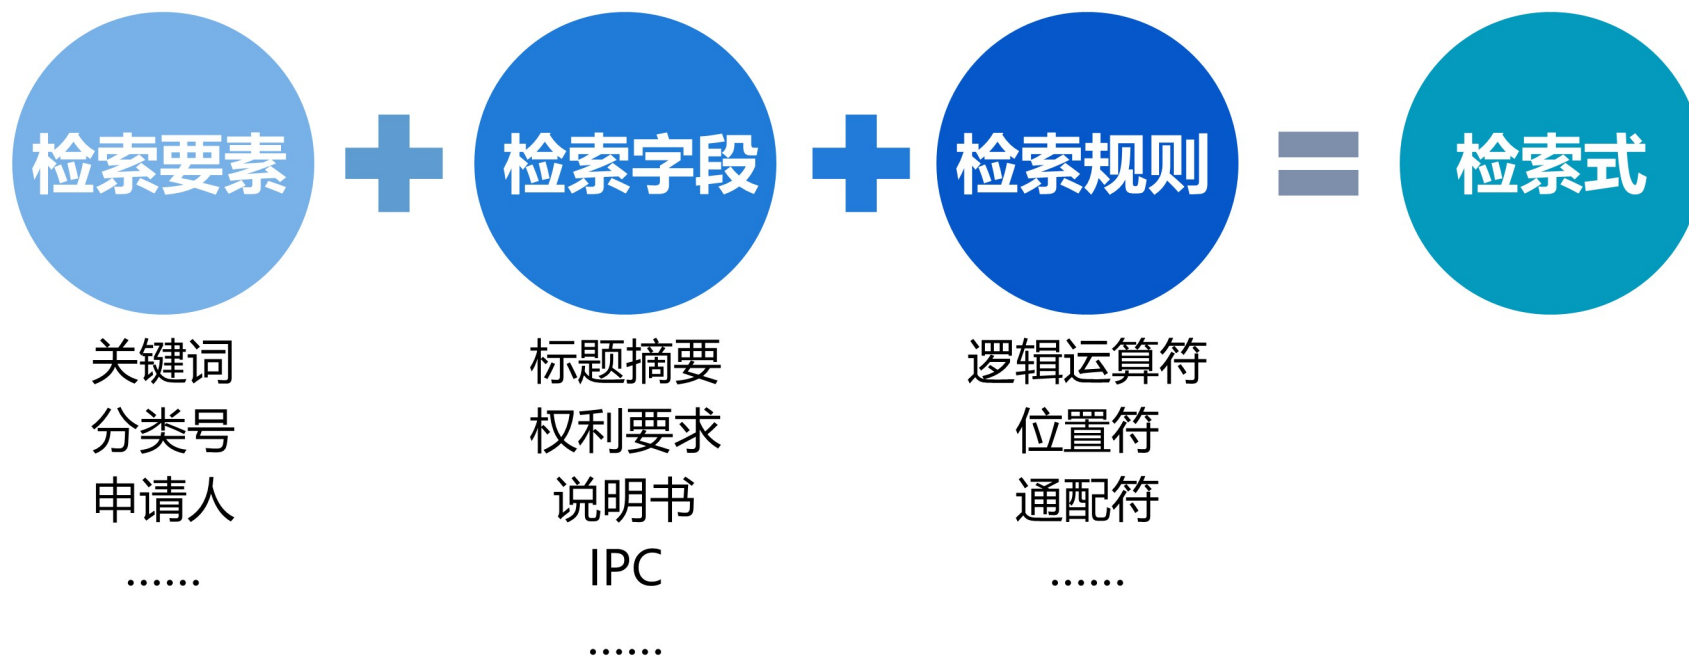 检索要素
检索字段
检索规则
检索式
关键词
分类号
申请人
……
标题摘要
权利要求
说明书
IPC
……
逻辑运算符
位置符
通配符
……